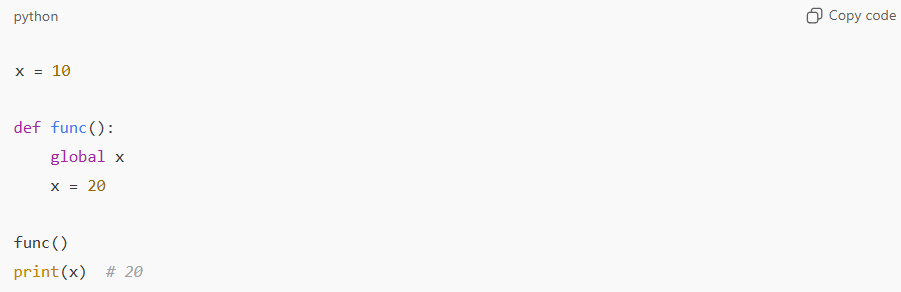 python
Copy code
x = 10
def func():
    global x
    x = 20
func()
print(x)  # 20